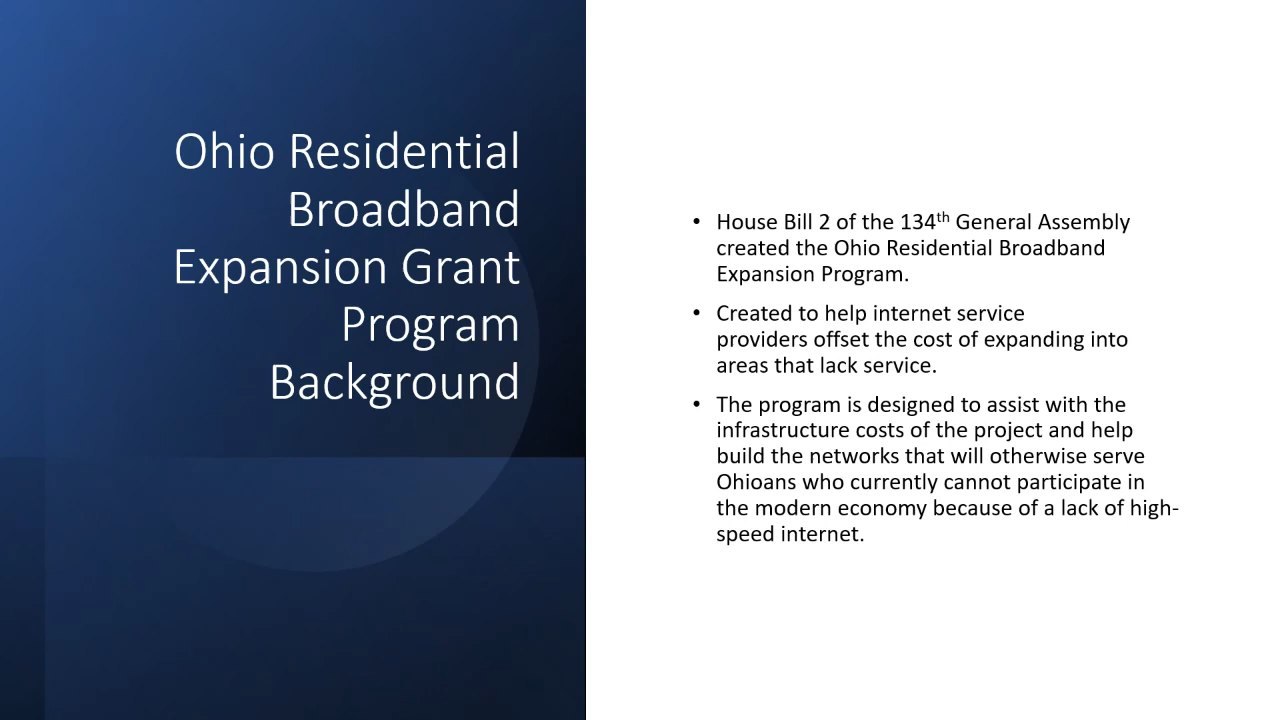 Ohio Residential
Broadband
Expansion Grant
Program
Background
• House Bill 2 of the 134th General Assembly
created the Ohio Residential Broadband
Expansion Program.
• Created to help internet service
providers offset the cost of expanding into
areas that lack service.
• The program is designed to assist with the
infrastructure costs of the project and help
build the networks that will otherwise serve
Ohioans who currently cannot participate in
the modern economy because of a lack of high-
speed internet.